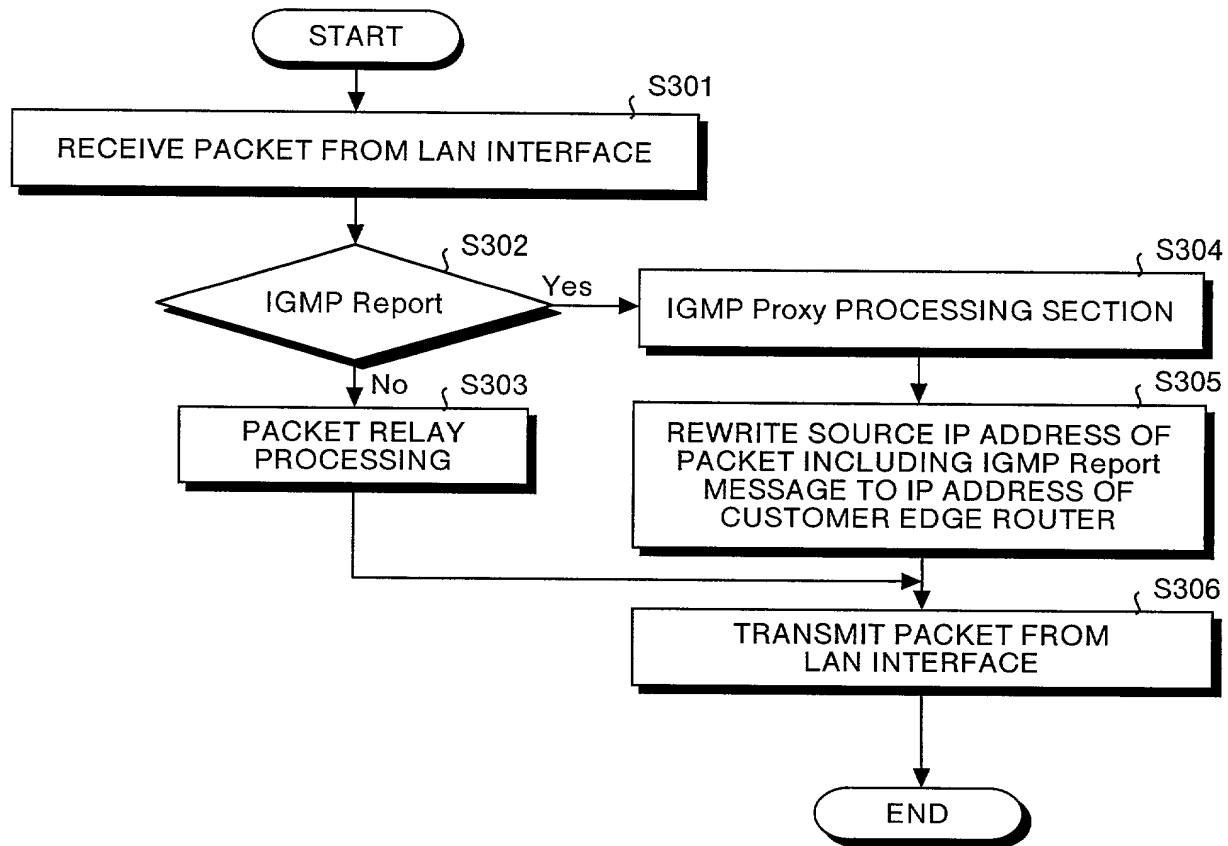 START
S301
RECEIVE PACKET FROM LAN INTERFACE
S302
IGMP Report
Yes
No
S304
IGMP Proxy PROCESSING SECTION
S303
PACKET RELAY
PROCESSING
S305
REWRITE SOURCE IP ADDRESS OF
PACKET INCLUDING IGMP Report
MESSAGE TO IP ADDRESS OF
CUSTOMER EDGE ROUTER
S306
TRANSMIT PACKET FROM
LAN INTERFACE
END